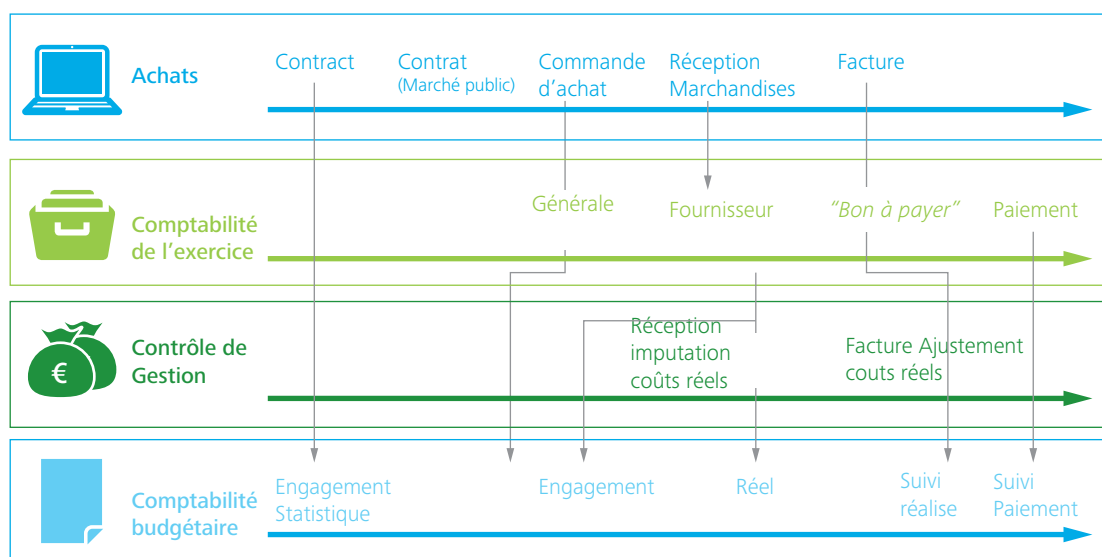 Achats
Contract
Contrat
(Marché public)
Commande
d'achat
Réception
Marchandises
Facture
Comptabilité
de l'exercice
Générale
Fournisseur
"Bon à payer"
Paiement
Contrôle de
Gestion
€
Réception
imputation
coûts réels
Facture Ajustement
couts réels
Comptabilité
budgétaire
Engagement
Statistique
Engagement
Réel
Suivi
réalise
Suivi
Paiement